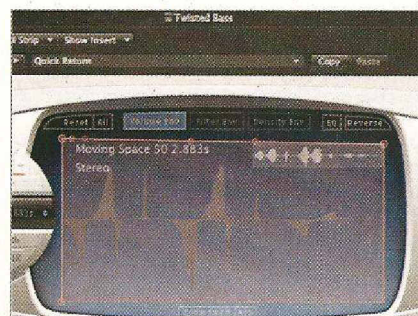 Twisted Bass
Strip Show Insert
Quick Return Copy Paste
Reset All Volume Env Filter Env Density Env EQ Reverse
Moving Space 50 2.883s
Stereo